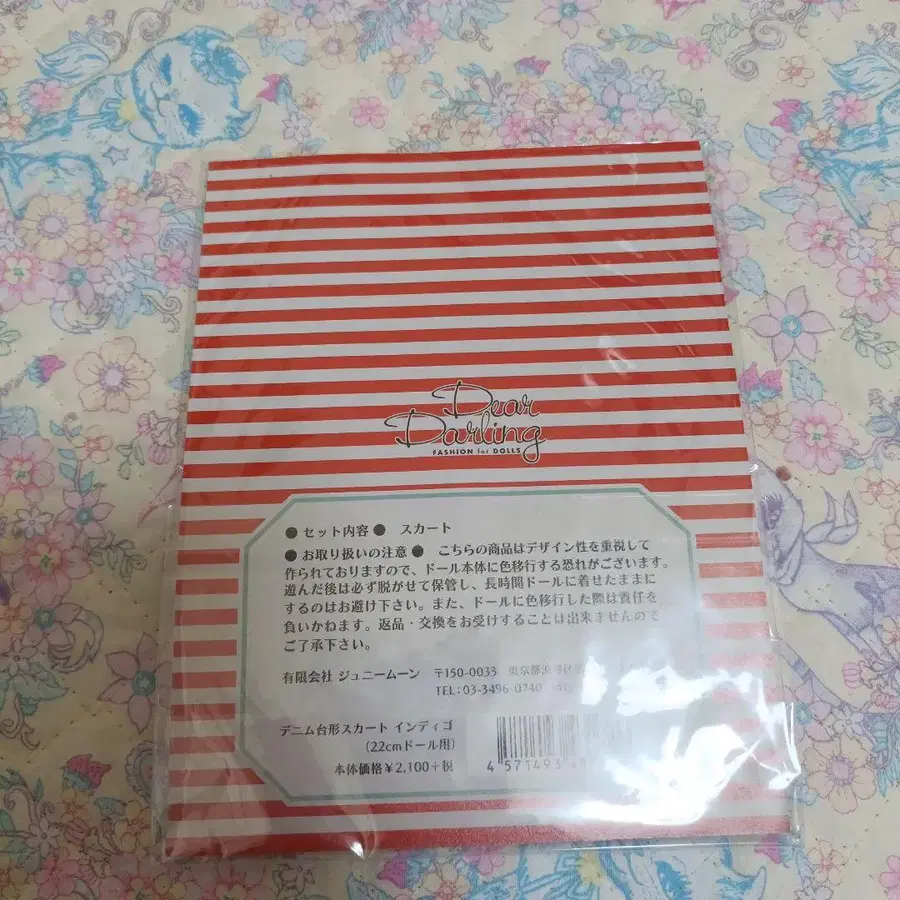 Dear
Darling
FASHION for DOLLS
● セット内容 ● スカート
● お取り扱いの注意 ● こちらの商品はデザイン性を重視して
作られておりますので、ドール本体に色移行する恐れがございます。
遊んだ後は必ず脱がせて保管し、長時間ドールに着せたままに
するのはお避け下さい。また、ドールに色移行した際は責任を
負いかねます。返品・交換をお受けすることは出来ませんので
ご了承下さい。
有限会社 ジュニームーン 〒150-0033 東京都渋谷区
TEL:03-3496-0740
デニム台形スカート インディゴ
(22cmドール用)
本体価格¥2,100+税
4 571493